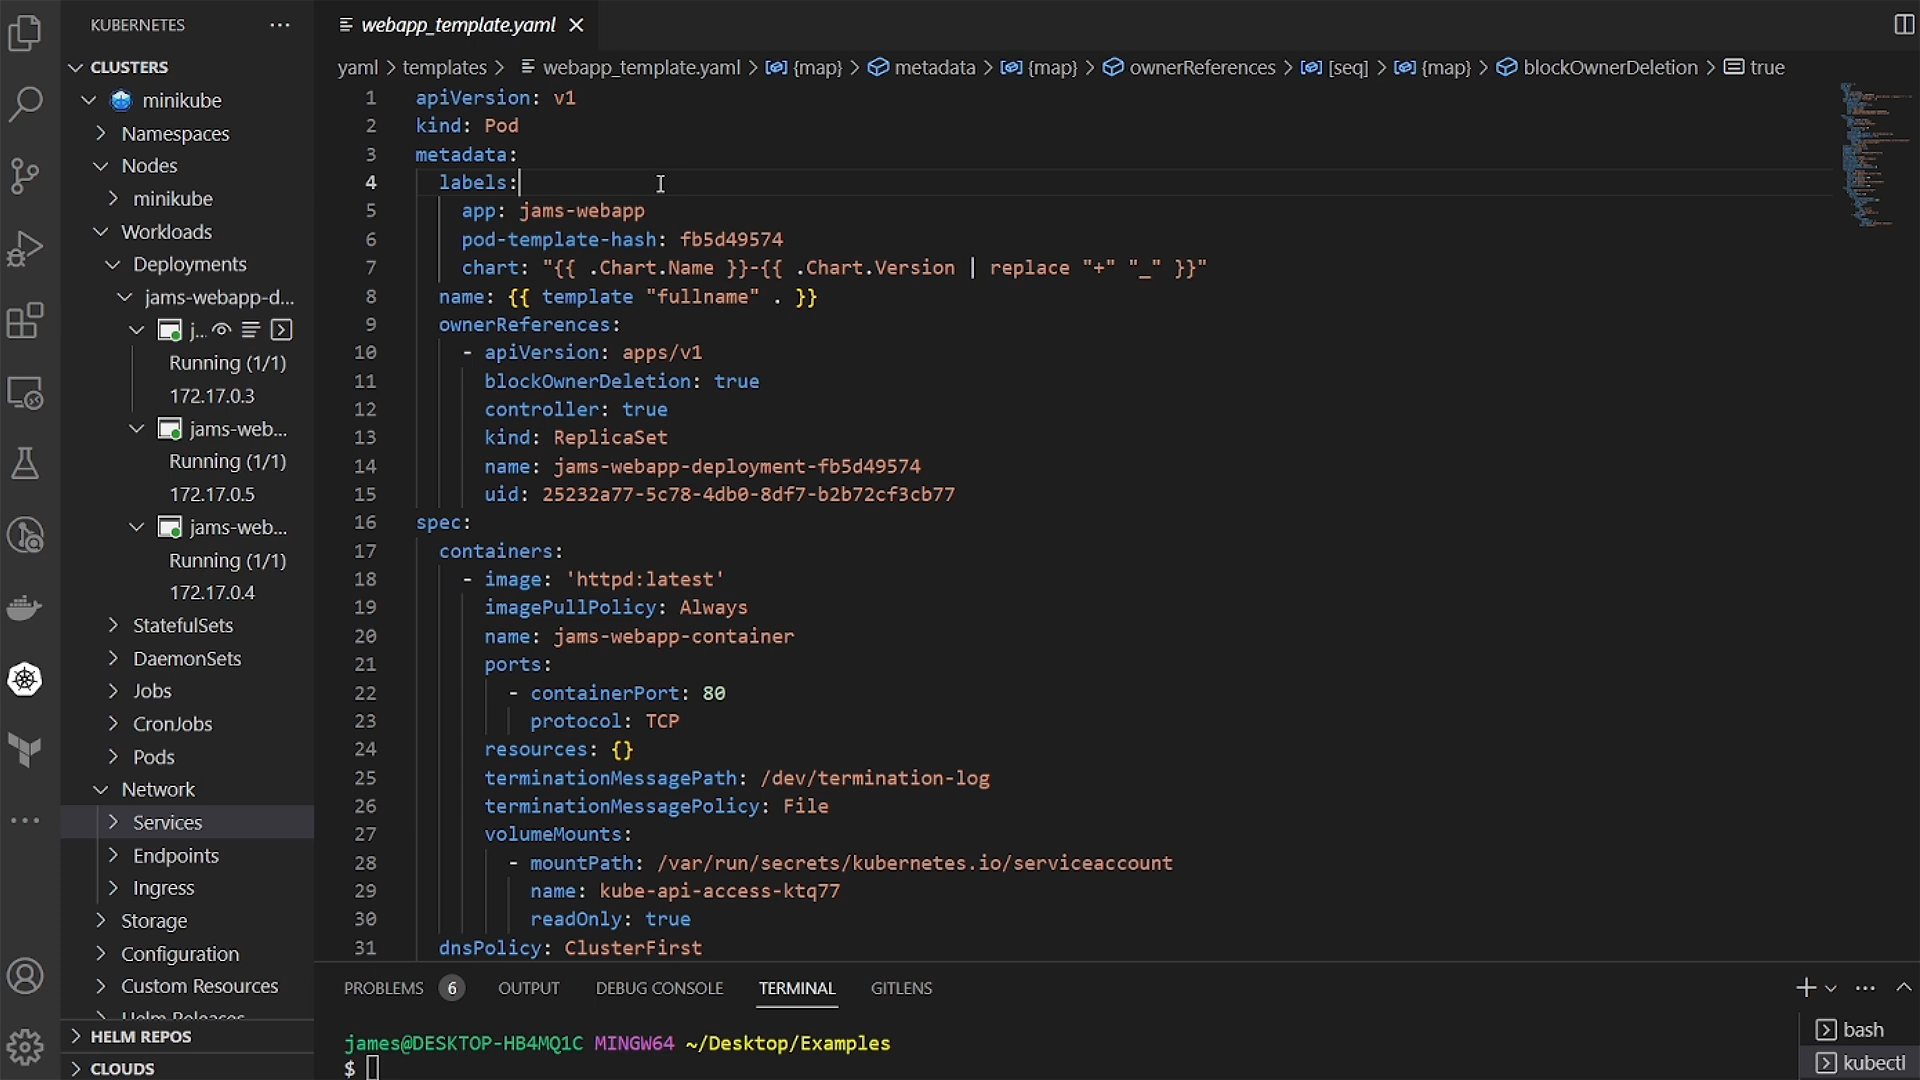 KUBERNETES
CLUSTERS
minikube
Namespaces
Nodes
minikube
Workloads
Deployments
jams-webapp-d...
j...
Running (1/1)
172.17.0.3
jams-web...
Running (1/1)
172.17.0.5
jams-web...
Running (1/1)
172.17.0.4
StatefulSets
DaemonSets
Jobs
CronJobs
Pods
Network
Services
Endpoints
Ingress
Storage
Configuration
Custom Resources
Helm Releases
HELM REPOS
CLOUDS
webapp_template.yaml
yaml > templates > webapp_template.yaml > {map} > metadata > {map} > ownerReferences > [seq] > {map} > blockOwnerDeletion > true
1 apiVersion: v1
2 kind: Pod
3 metadata:
4 labels:
5 app: jams-webapp
6 pod-template-hash: fb5d49574
7 chart: "{{ .Chart.Name }}-{{ .Chart.Version | replace "+" "_" }}"
8 name: {{ template "fullname" . }}
9 ownerReferences:
10 - apiVersion: apps/v1
11 blockOwnerDeletion: true
12 controller: true
13 kind: ReplicaSet
14 name: jams-webapp-deployment-fb5d49574
15 uid: 25232a77-5c78-4db0-8df7-b2b72cf3cb77
16 spec:
17 containers:
18 - image: 'httpd:latest'
19 imagePullPolicy: Always
20 name: jams-webapp-container
21 ports:
22 - containerPort: 80
23 protocol: TCP
24 resources: {}
25 terminationMessagePath: /dev/termination-log
26 terminationMessagePolicy: File
27 volumeMounts:
28 - mountPath: /var/run/secrets/kubernetes.io/serviceaccount
29 name: kube-api-access-ktq77
30 readOnly: true
31 dnsPolicy: ClusterFirst
PROBLEMS 6 OUTPUT DEBUG CONSOLE TERMINAL GITLENS
james@DESKTOP-HB4MQ1C MINGW64 ~/Desktop/Examples
$
bash
kubectl